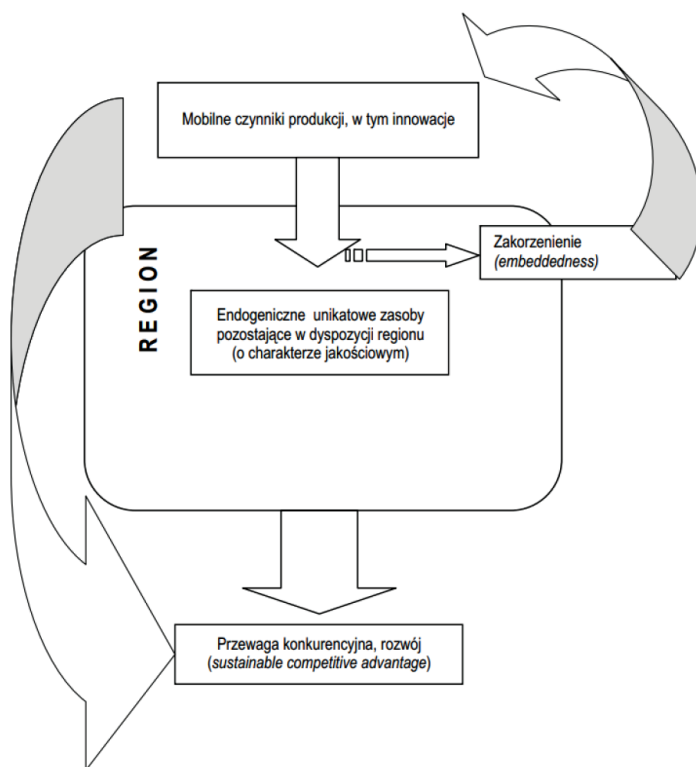 Mobilne czynniki produkcji, w tym innowacje
REGION
Zakorzenienie
(embeddedness)
Endogeniczne unikatowe zasoby
pozostające w dyspozycji regionu
(o charakterze jakościowym)
Przewaga konkurencyjna, rozwój
(sustainable competitive advantage)